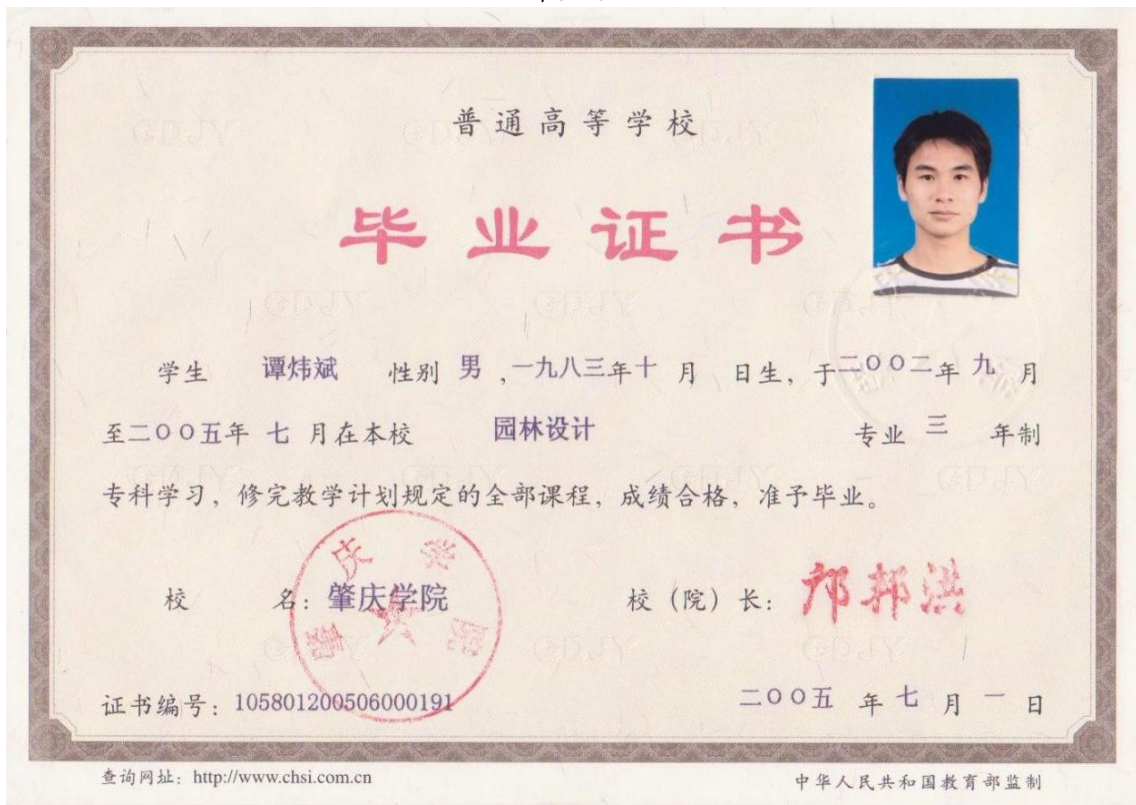 普通高等学校
毕业证书
学生 谭炜斌 性别 男 ,一九八三年十 月 日生，于二〇〇二年 九 月
至二〇〇五年 七 月在本校 园林设计 专业 三 年制
专科学习，修完教学计划规定的全部课程，成绩合格，准予毕业。
校 名：肇庆学院 校（院）长：邝邦洪
肇庆学院
证书编号：105801200506000191 二〇〇五 年 七 月 一 日
查询网址：http://www.chsi.com.cn 中华人民共和国教育部监制